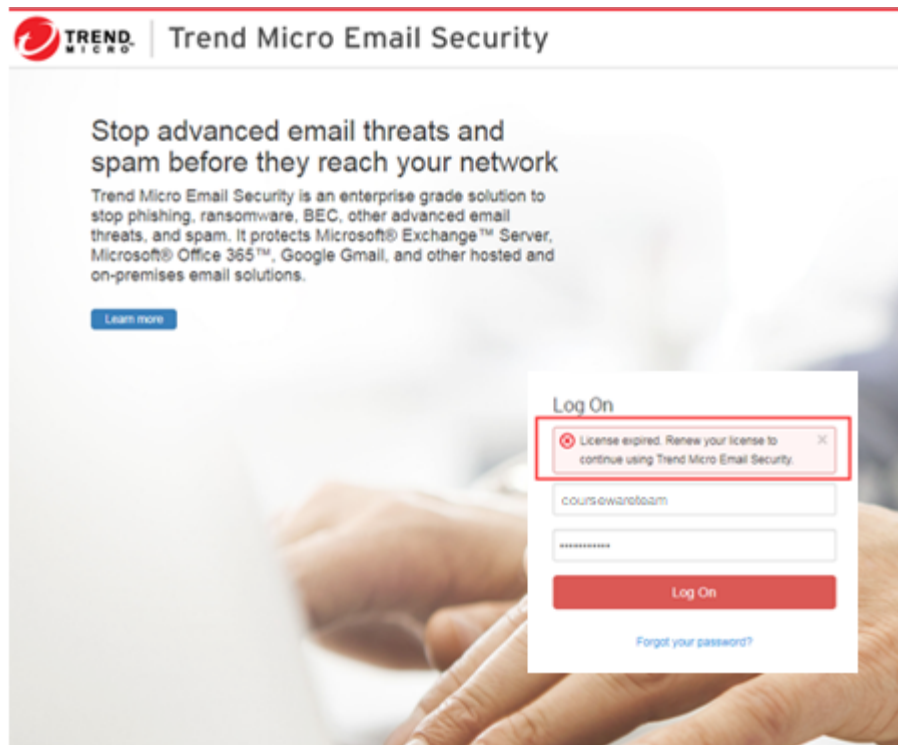 TREND MICRO
Trend Micro Email Security
Stop advanced email threats and
spam before they reach your network
Trend Micro Email Security is an enterprise grade solution to
stop phishing, ransomware, BEC, other advanced email
threats, and spam. It protects Microsoft® Exchange™ Server,
Microsoft® Office 365™, Google Gmail, and other hosted and
on-premises email solutions.
Learn more
Log On
License expired. Renew your license to
continue using Trend Micro Email Security.
coursewareteam
Log On
Forgot your password?